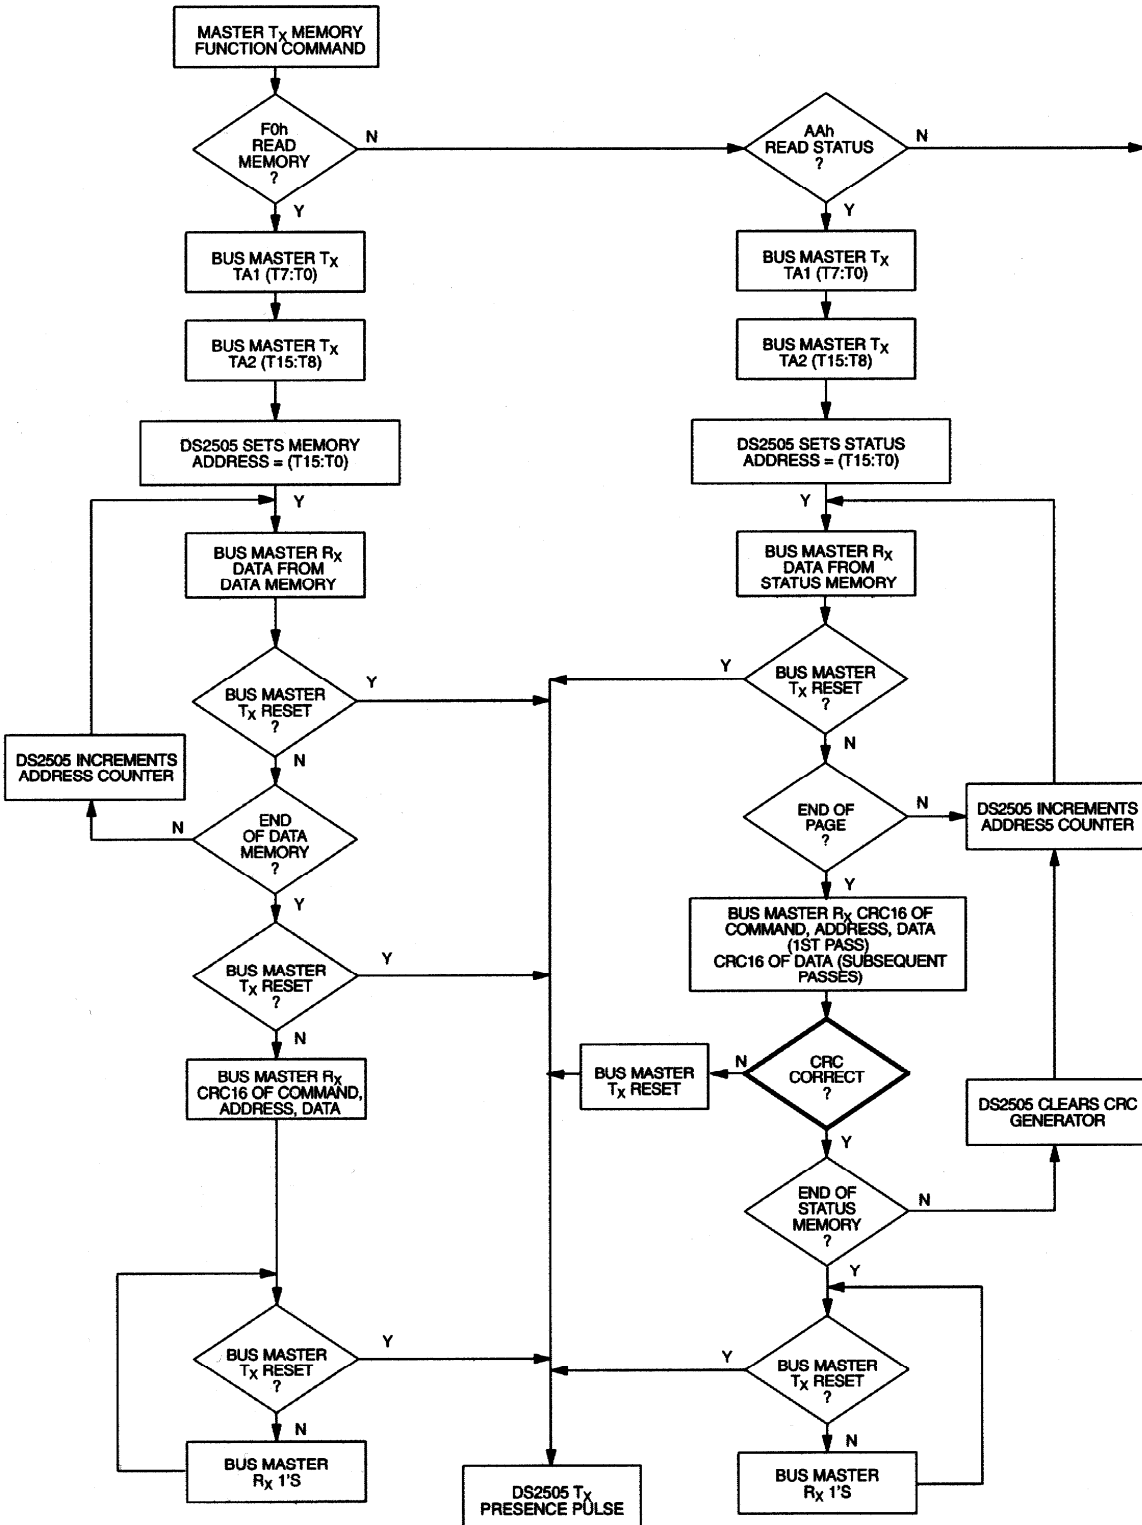 MASTER TX MEMORY
FUNCTION COMMAND
F0h
READ
MEMORY
?
N
Y
BUS MASTER TX
TA1 (T7:T0)
BUS MASTER TX
TA2 (T15:T8)
DS2505 SETS MEMORY
ADDRESS = (T15:T0)
Y
BUS MASTER RX
DATA FROM
DATA MEMORY
BUS MASTER
TX RESET
?
Y
N
DS2505 INCREMENTS
ADDRESS COUNTER
END
OF DATA
MEMORY
?
N
Y
BUS MASTER
TX RESET
?
Y
N
BUS MASTER RX
CRC16 OF COMMAND,
ADDRESS, DATA
BUS MASTER
TX RESET
?
Y
N
BUS MASTER
RX 1'S
DS2505 TX
PRESENCE PULSE
AAh
READ STATUS
?
N
Y
BUS MASTER TX
TA1 (T7:T0)
BUS MASTER TX
TA2 (T15:T8)
DS2505 SETS STATUS
ADDRESS = (T15:T0)
Y
BUS MASTER RX
DATA FROM
STATUS MEMORY
BUS MASTER
TX RESET
?
Y
N
END OF
PAGE
?
N
Y
DS2505 INCREMENTS
ADDRES5 COUNTER
BUS MASTER RX CRC16 OF
COMMAND, ADDRESS, DATA
(1ST PASS)
CRC16 OF DATA (SUBSEQUENT
PASSES)
CRC
CORRECT
?
N
Y
BUS MASTER
TX RESET
DS2505 CLEARS CRC
GENERATOR
END OF
STATUS
MEMORY
?
N
Y
BUS MASTER
TX RESET
?
Y
N
BUS MASTER
RX 1'S